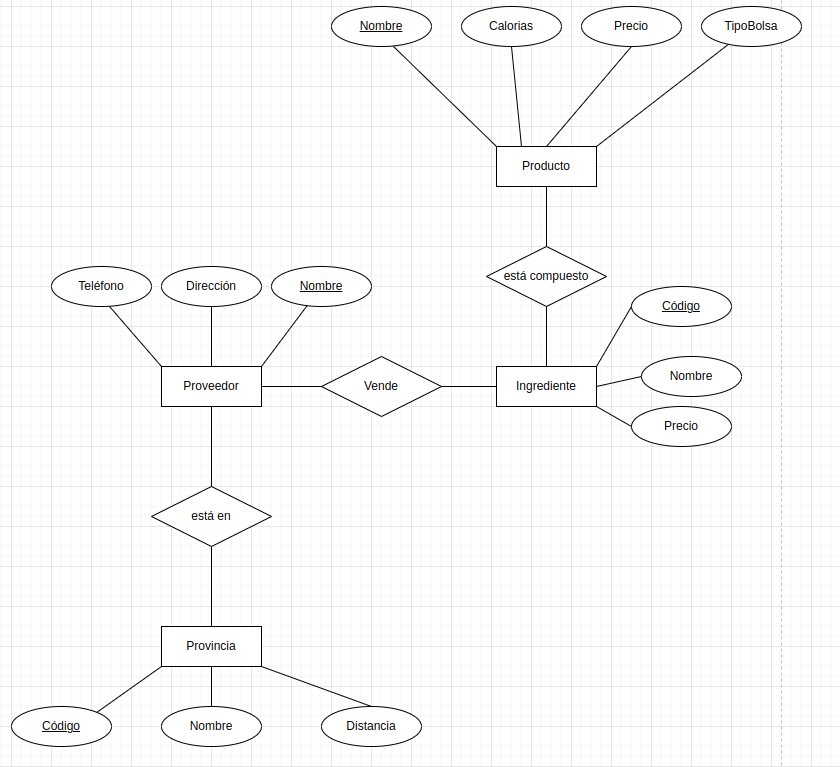 Nombre
Calorias
Precio
TipoBolsa
Producto
está compuesto
Teléfono
Dirección
Nombre
Código
Proveedor
Vende
Ingrediente
Nombre
Precio
está en
Provincia
Código
Nombre
Distancia